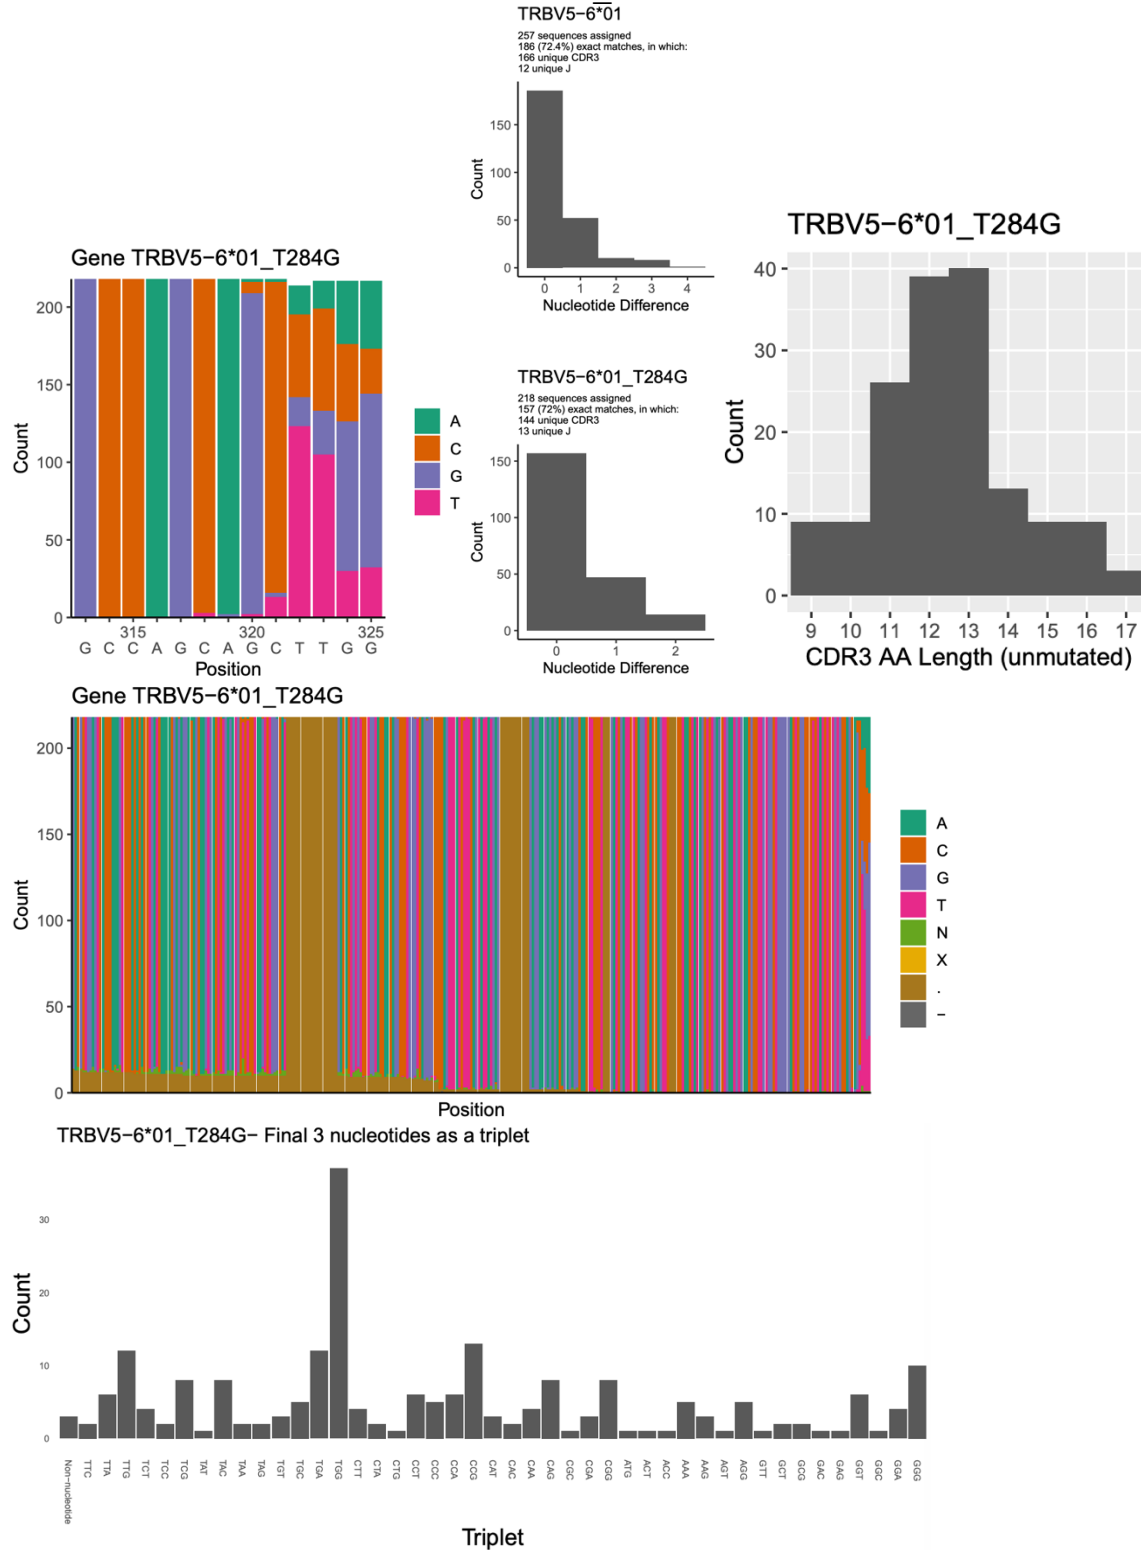 TRBV5−6*01
257 sequences assigned
186 (72.4%) exact matches, in which:
166 unique CDR3
12 unique J
150
100
50
0
Count
0 1 2 3 4
Nucleotide Difference
Gene TRBV5−6*01_T284G
200
150
100
50
0
Count
315 320 325
G C C A G C A G C T T G G
Position
A
C
G
T
TRBV5−6*01_T284G
218 sequences assigned
157 (72%) exact matches, in which:
144 unique CDR3
13 unique J
150
100
50
0
Count
0 1 2
Nucleotide Difference
TRBV5−6*01_T284G
40
30
20
10
0
Count
9 10 11 12 13 14 15 16 17
CDR3 AA Length (unmutated)
Gene TRBV5−6*01_T284G
200
150
100
50
0
Count
Position
A
C
G
T
N
X
.
−
TRBV5−6*01_T284G− Final 3 nucleotides as a triplet
30
20
10
0
Count
Non−nucleotide TTC TTA TTG TCT TCC TCG TAT TAC TAA TAG TGT TGC TGA TGG CTT CTA CTG CCT CCC CCA CCG CAT CAC CAA CAG CGC CGA CGG ATG ACT ACC AAA AAG AGT AGG GTT GCT GCG GAC GAG GGT GGC GGA GGG
Triplet